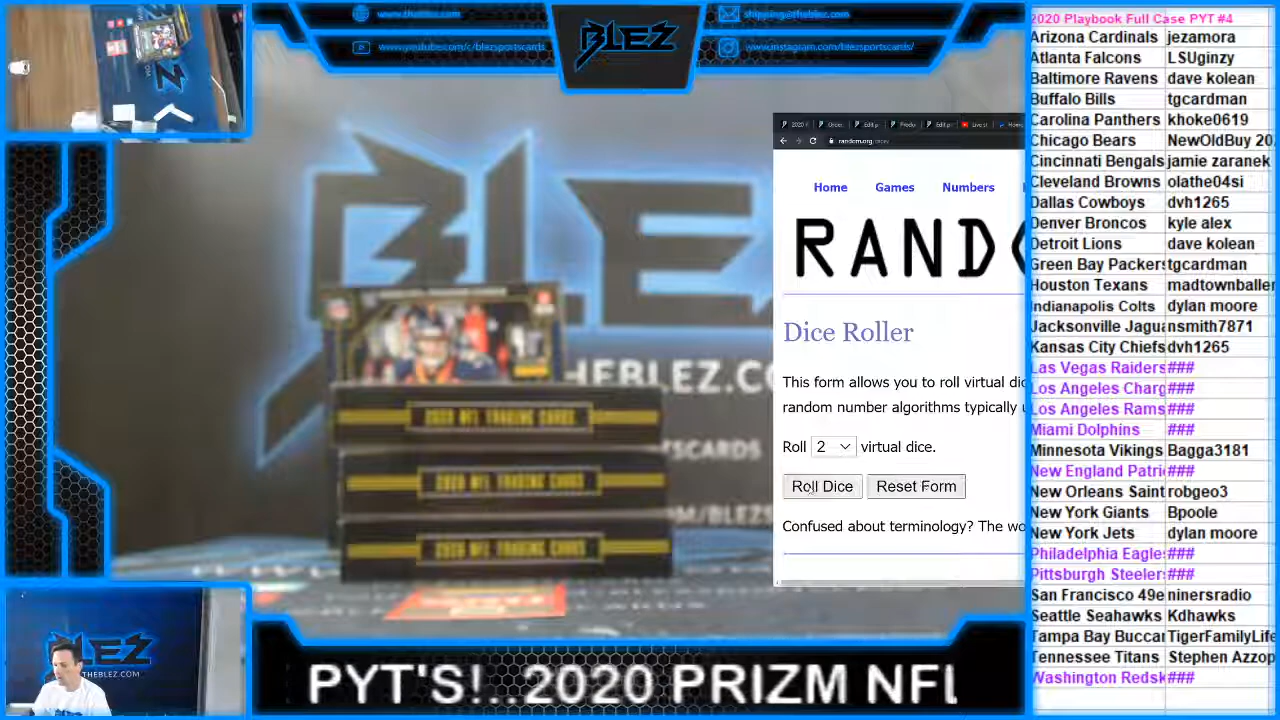 www.theblez.com
shipping@theblez.com
www.youtube.com/c/blezsportscards
www.instagram.com/blezsportscards/
BLEZ
BLEZ
THEBLEZ.CO
random.org/dice/
Home Games Numbers
RANDO
Dice Roller
This form allows you to roll virtual dic
random number algorithms typically u
Roll 2 virtual dice.
Roll Dice Reset Form
Confused about terminology? The wo
2020 NFL TRADING CARDS
2020 NFL TRADING CARDS
2020 NFL TRADING CARDS
BLEZ
THEBLEZ.COM
PYT'S!..2020 PRIZM NFL
2020 Playbook Full Case PYT #4
Arizona Cardinals jezamora
Atlanta Falcons LSUginzy
Baltimore Ravens dave kolean
Buffalo Bills tgcardman
Carolina Panthers khoke0619
Chicago Bears NewOldBuy 20
Cincinnati Bengals jamie zaranek
Cleveland Browns olathe04si
Dallas Cowboys dvh1265
Denver Broncos kyle alex
Detroit Lions dave kolean
Green Bay Packers tgcardman
Houston Texans madtownballer
Indianapolis Colts dylan moore
Jacksonville Jagua nsmith7871
Kansas City Chiefs dvh1265
Las Vegas Raiders ###
Los Angeles Charg ###
Los Angeles Rams ###
Miami Dolphins ###
Minnesota Vikings Bagga3181
New England Patri ###
New Orleans Saint robgeo3
New York Giants Bpoole
New York Jets dylan moore
Philadelphia Eagle ###
Pittsburgh Steelers ###
San Francisco 49e ninersradio
Seattle Seahawks Kdhawks
Tampa Bay Buccar TigerFamilyLife
Tennessee Titans Stephen Azzop
Washington Redsk ###